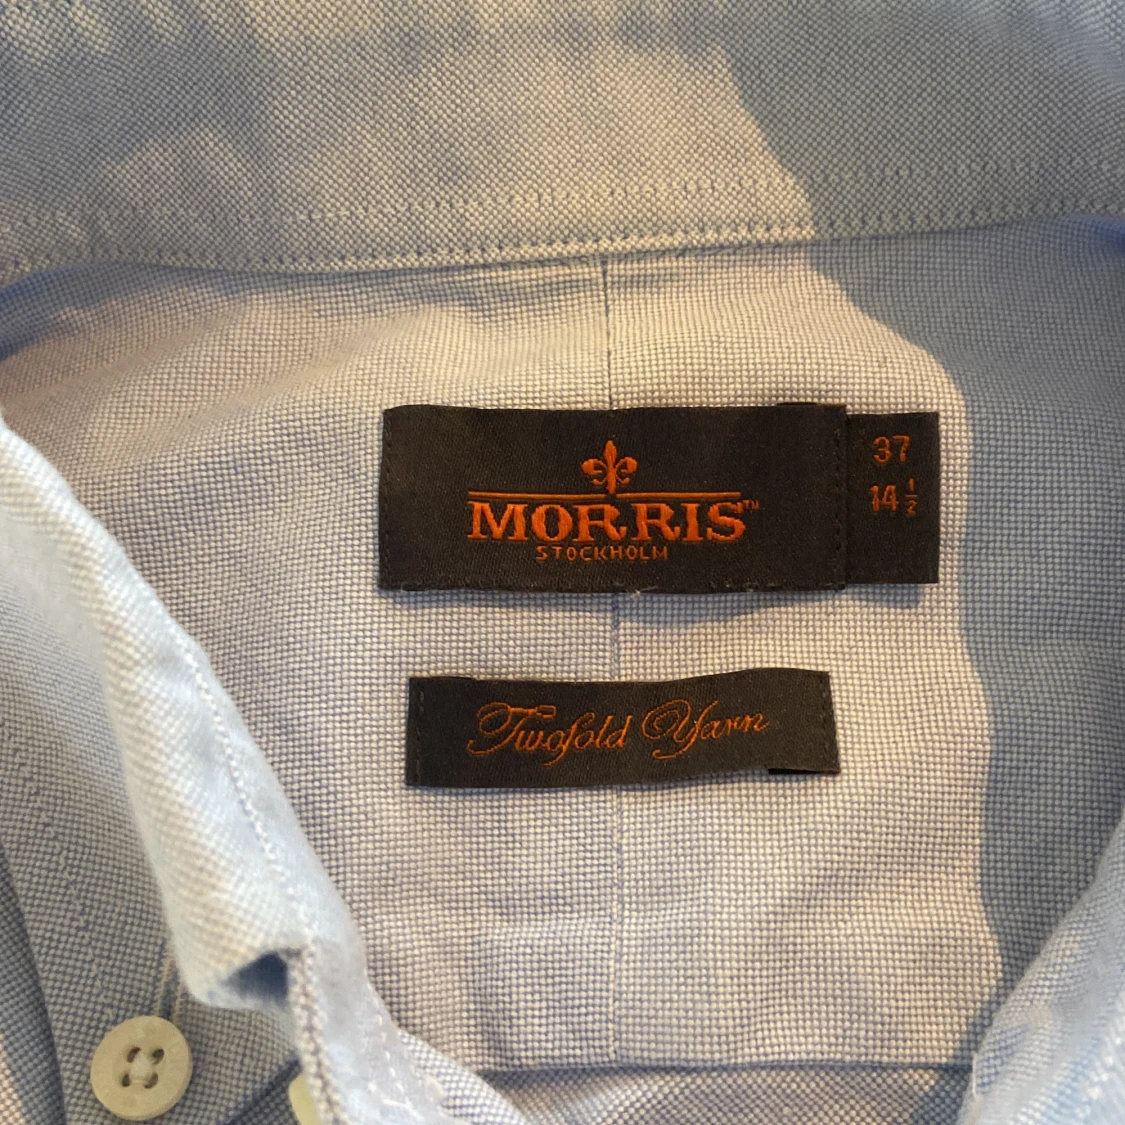 MORRIS™
STOCKHOLM
37
14 ½
Twofold Yarn